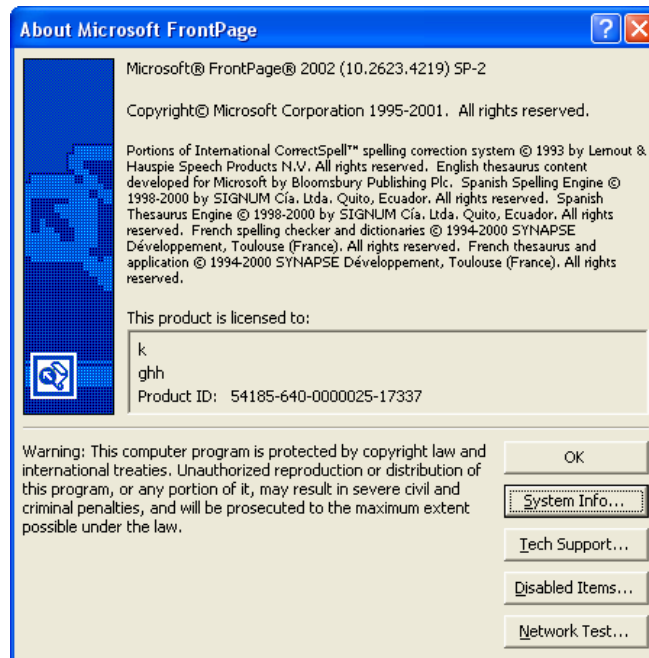 About Microsoft FrontPage
Microsoft® FrontPage® 2002 (10.2623.4219) SP-2
Copyright© Microsoft Corporation 1995-2001. All rights reserved.
Portions of International CorrectSpell™ spelling correction system © 1993 by Lernout &
Hauspie Speech Products N.V. All rights reserved. English thesaurus content
developed for Microsoft by Bloomsbury Publishing Plc. Spanish Spelling Engine ©
1998-2000 by SIGNUM Cía. Ltda. Quito, Ecuador. All rights reserved. Spanish
Thesaurus Engine © 1998-2000 by SIGNUM Cía. Ltda. Quito, Ecuador. All rights
reserved. French spelling checker and dictionaries © 1994-2000 SYNAPSE
Développement, Toulouse (France). All rights reserved. French thesaurus and
application © 1994-2000 SYNAPSE Développement, Toulouse (France). All rights
reserved.
This product is licensed to:
k
ghh
Product ID: 54185-640-0000025-17337
Warning: This computer program is protected by copyright law and
international treaties. Unauthorized reproduction or distribution of
this program, or any portion of it, may result in severe civil and
criminal penalties, and will be prosecuted to the maximum extent
possible under the law.
OK
System Info...
Tech Support...
Disabled Items...
Network Test...